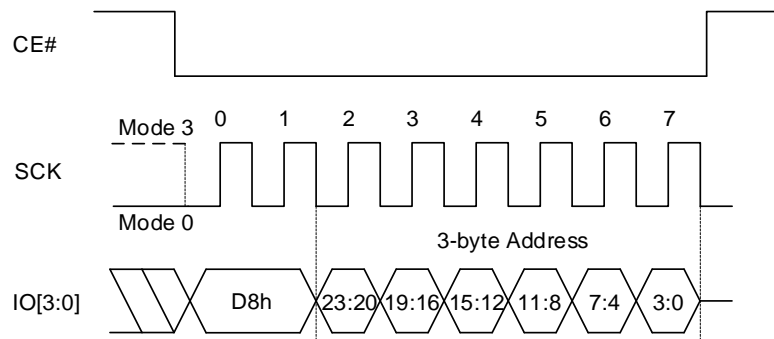 CE#
Mode 3 0 1 2 3 4 5 6 7
SCK
Mode 0
3-byte Address
IO[3:0] D8h 23:20 19:16 15:12 11:8 7:4 3:0